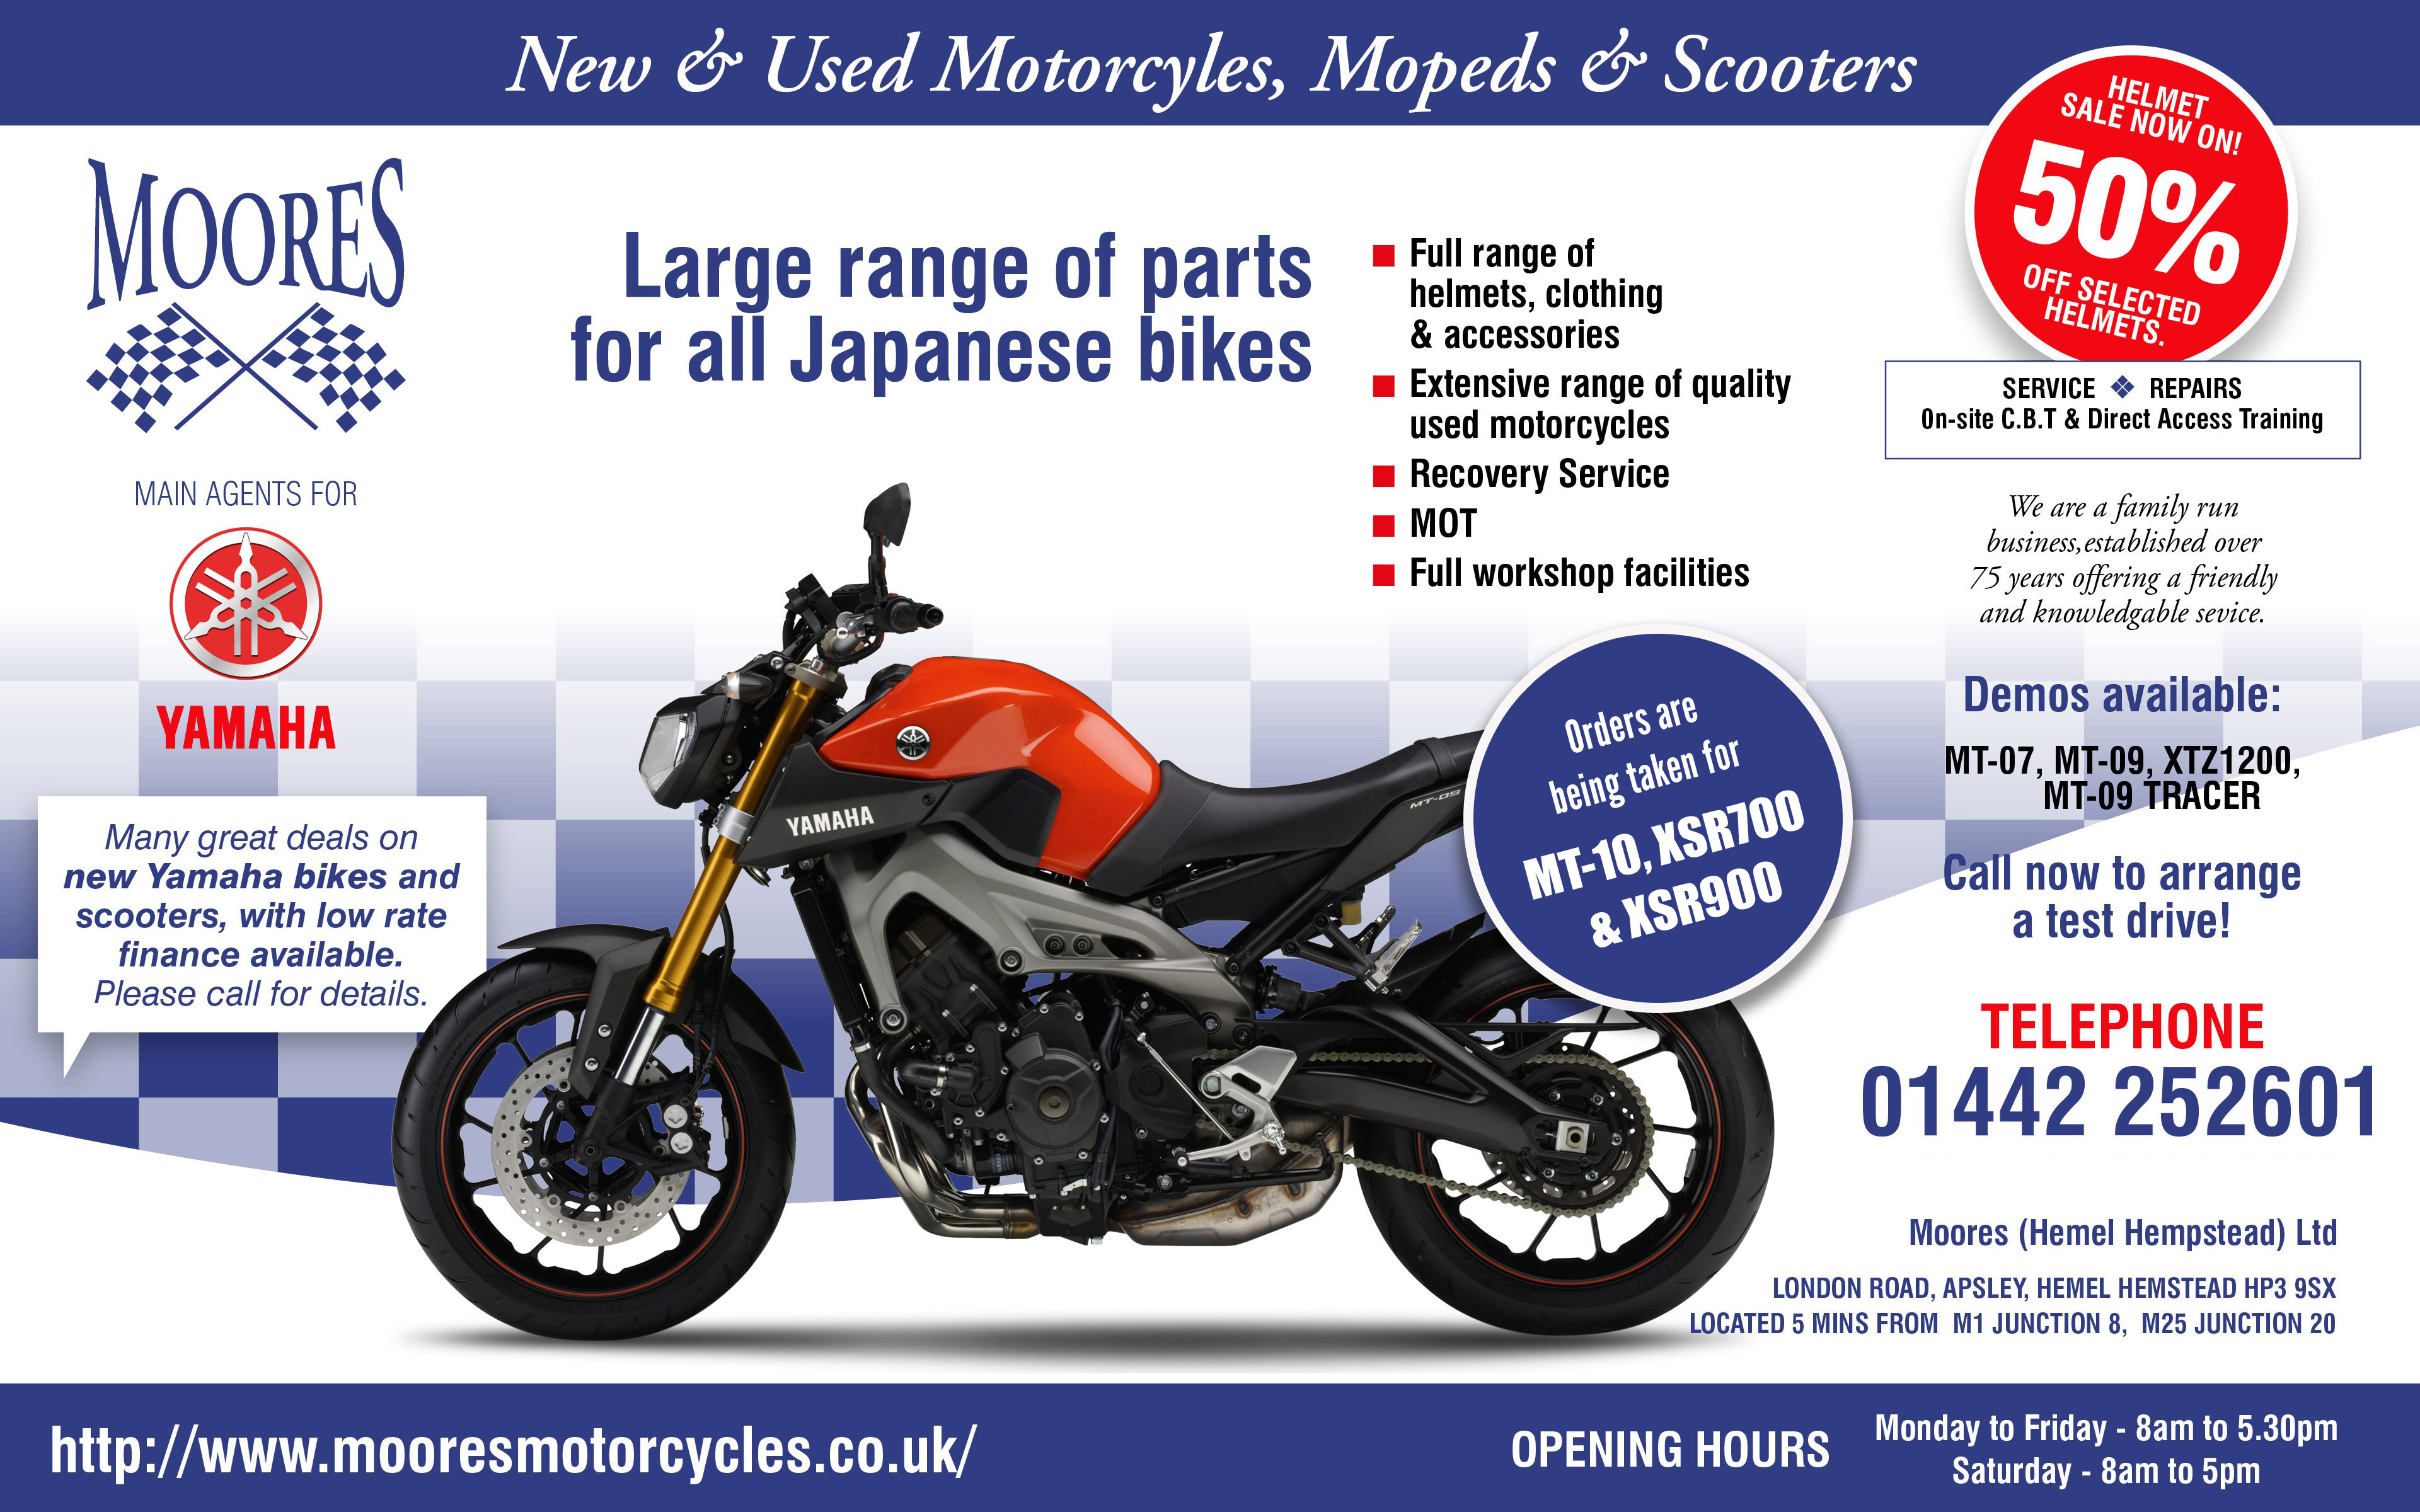 New & Used Motorcyles, Mopeds & Scooters
HELMET
SALE NOW ON!
50%
OFF SELECTED
HELMETS.
MOORES
MAIN AGENTS FOR
YAMAHA
Large range of parts
for all Japanese bikes
Full range of
helmets, clothing
& accessories
Extensive range of quality
used motorcycles
Recovery Service
MOT
Full workshop facilities
SERVICE ❖ REPAIRS
On-site C.B.T & Direct Access Training
We are a family run
business,established over
75 years offering a friendly
and knowledgable sevice.
Many great deals on
new Yamaha bikes and
scooters, with low rate
finance available.
Please call for details.
YAMAHA
MT-09
Orders are
being taken for
MT-10, XSR700
& XSR900
Demos available:
MT-07, MT-09, XTZ1200,
MT-09 TRACER
Call now to arrange
a test drive!
TELEPHONE
01442 252601
Moores (Hemel Hempstead) Ltd
LONDON ROAD, APSLEY, HEMEL HEMSTEAD HP3 9SX
LOCATED 5 MINS FROM M1 JUNCTION 8, M25 JUNCTION 20
http://www.mooresmotorcycles.co.uk/
OPENING HOURS
Monday to Friday - 8am to 5.30pm
Saturday - 8am to 5pm